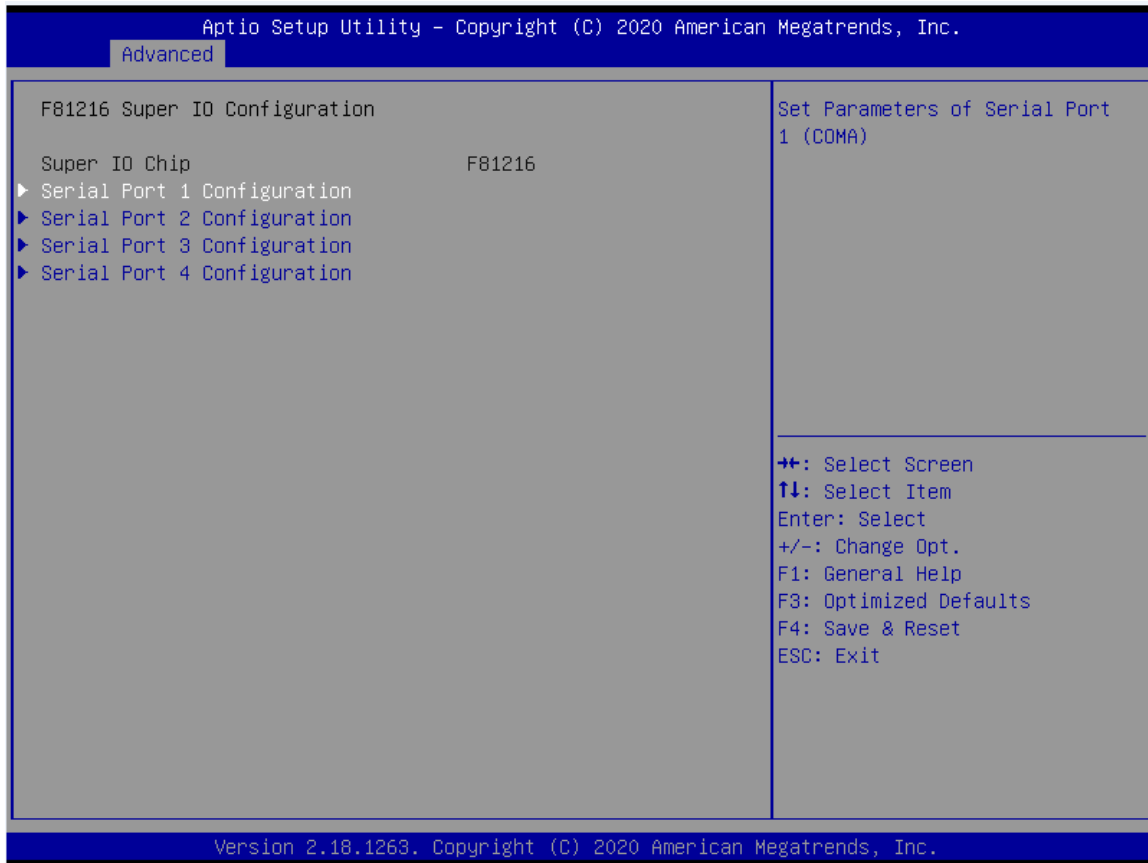 Aptio Setup Utility – Copyright (C) 2020 American Megatrends, Inc.
Advanced
F81216 Super IO Configuration
Super IO Chip F81216
Serial Port 1 Configuration
Serial Port 2 Configuration
Serial Port 3 Configuration
Serial Port 4 Configuration
Set Parameters of Serial Port
1 (COMA)
→←: Select Screen
↑↓: Select Item
Enter: Select
+/-: Change Opt.
F1: General Help
F3: Optimized Defaults
F4: Save & Reset
ESC: Exit
Version 2.18.1263. Copyright (C) 2020 American Megatrends, Inc.